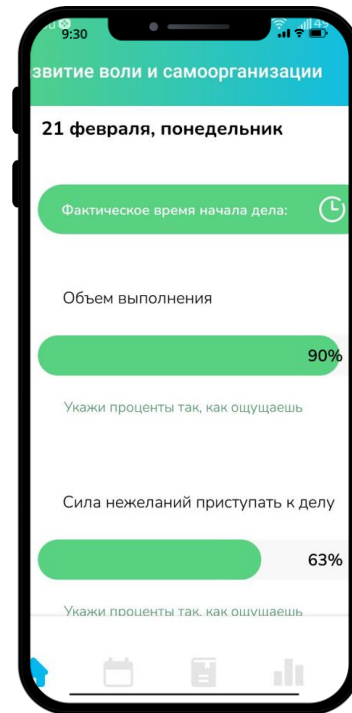 9:30
звитие воли и самоорганизации
21 февраля, понедельник
Фактическое время начала дела:
Объем выполнения
90%
Укажи проценты так, как ощущаешь
Сила нежеланий приступать к делу
63%
Укажи проценты так, как ощущаешь